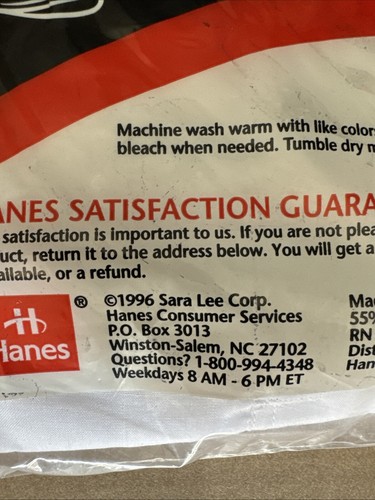 Machine wash warm with like color
bleach when needed. Tumble dry m
ANES SATISFACTION GUARA
satisfaction is important to us. If you are not plea
uct, return it to the address below. You will get a
ailable, or a refund.
Hanes
®
©1996 Sara Lee Corp.
Hanes Consumer Services
P.O. Box 3013
Winston-Salem, NC 27102
Questions? 1-800-994-4348
Weekdays 8 AM - 6 PM ET
Ma
55%
RN
Dist
Han